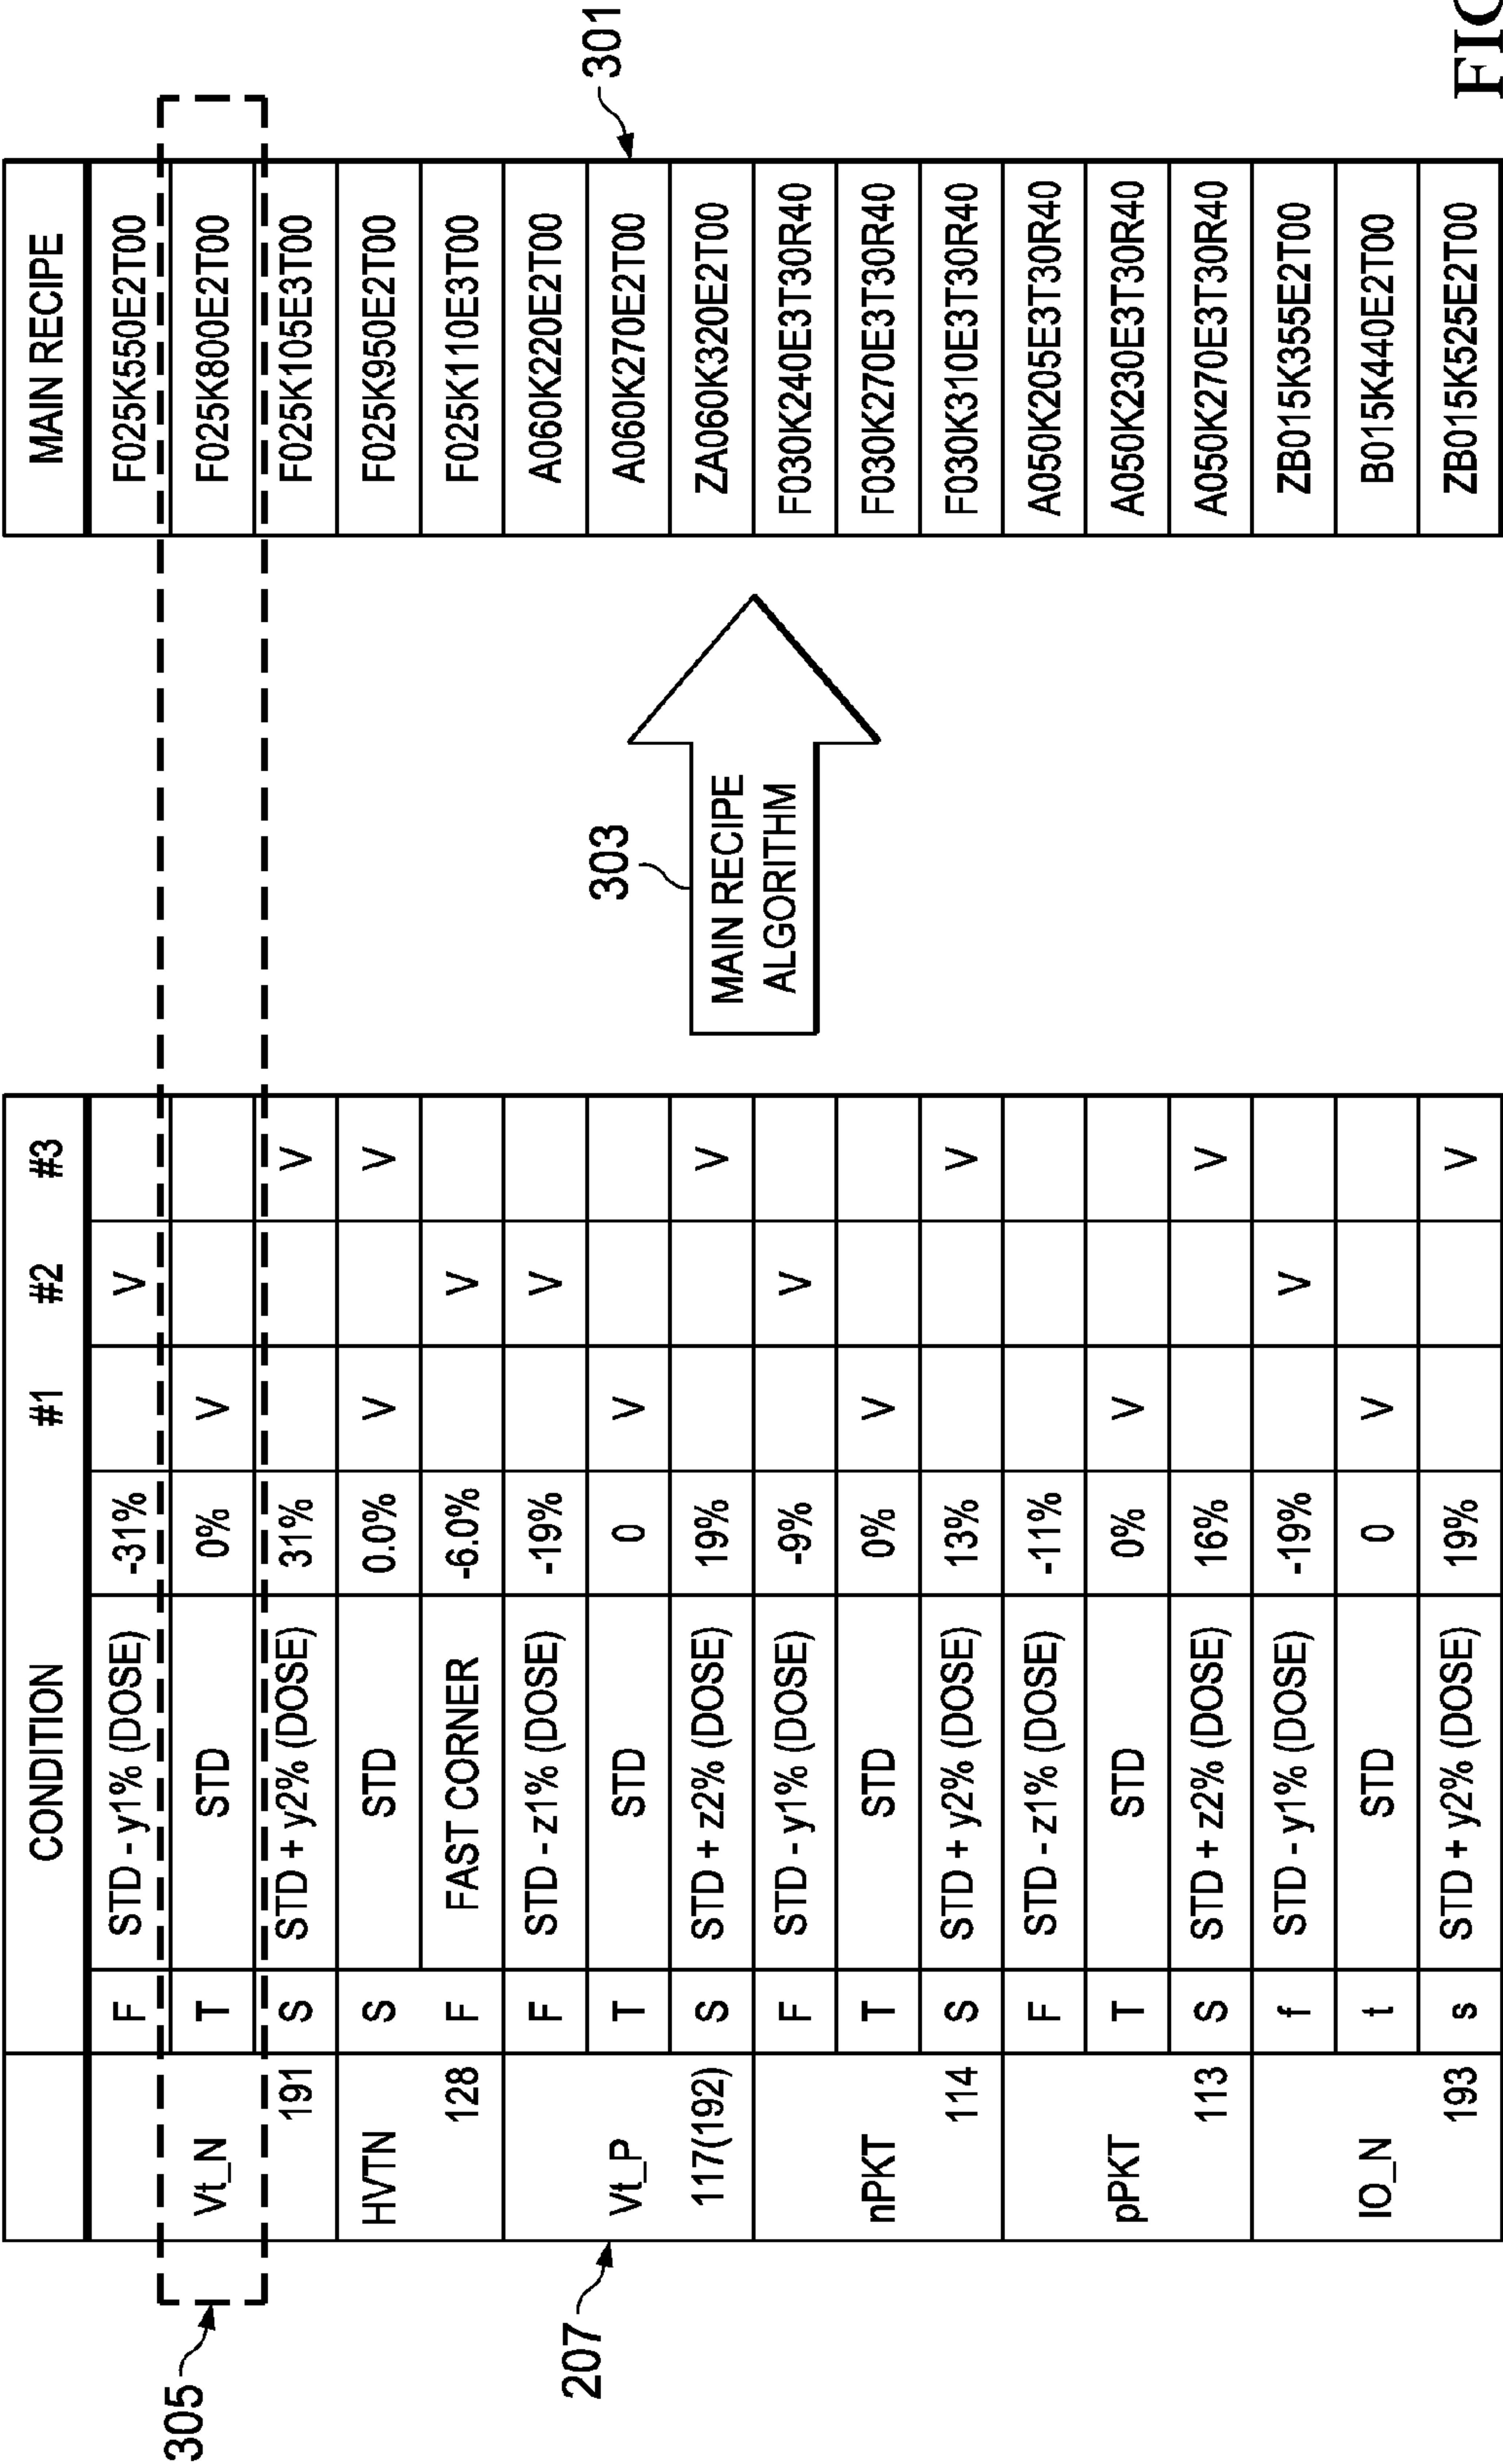 305
207
CONDITION #1 #2 #3
Vt_N 191
F STD - y1% (DOSE) -31% V
T STD 0% V
S STD + y2% (DOSE) 31% V
HVTN 128
S STD 0.0% V V
F FAST CORNER -6.0% V
Vt_P 117(192)
F STD - z1% (DOSE) -19% V
T STD 0 V
S STD + z2% (DOSE) 19% V
nPKT 114
F STD - y1% (DOSE) -9% V
T STD 0% V
S STD + y2% (DOSE) 13% V
pPKT 113
F STD - z1% (DOSE) -11%
T STD 0% V
S STD + z2% (DOSE) 16% V
IO_N 193
f STD - y1% (DOSE) -19% V
t STD 0 V
s STD + y2% (DOSE) 19% V
303
MAIN RECIPE
ALGORITHM
MAIN RECIPE
F025K550E2T00
F025K800E2T00
F025K105E3T00
F025K950E2T00
F025K110E3T00
A060K220E2T00
A060K270E2T00
ZA060K320E2T00
F030K240E3T30R40
F030K270E3T30R40
F030K310E3T30R40
A050K205E3T30R40
A050K230E3T30R40
A050K270E3T30R40
ZB015K355E2T00
B015K440E2T00
ZB015K525E2T00
301